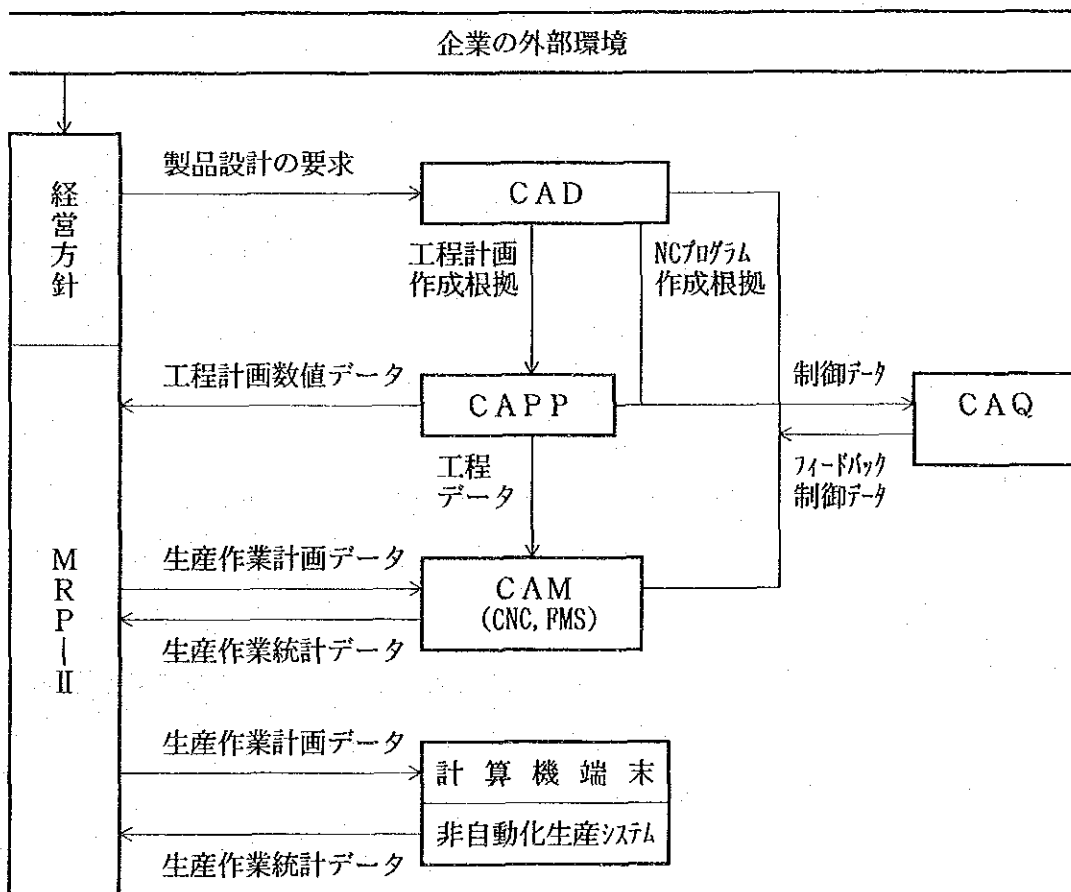 企業の外部環境
経営方針
製品設計の要求
CAD
工程計画
作成根拠
NCプログラム
作成根拠
工程計画数値データ
CAPP
制御データ
CAQ
工程
データ
フィードバック
制御データ
MRP-II
生産作業計画データ
CAM
(CNC, FMS)
生産作業統計データ
生産作業計画データ
計算機端末
非自動化生産システム
生産作業統計データ